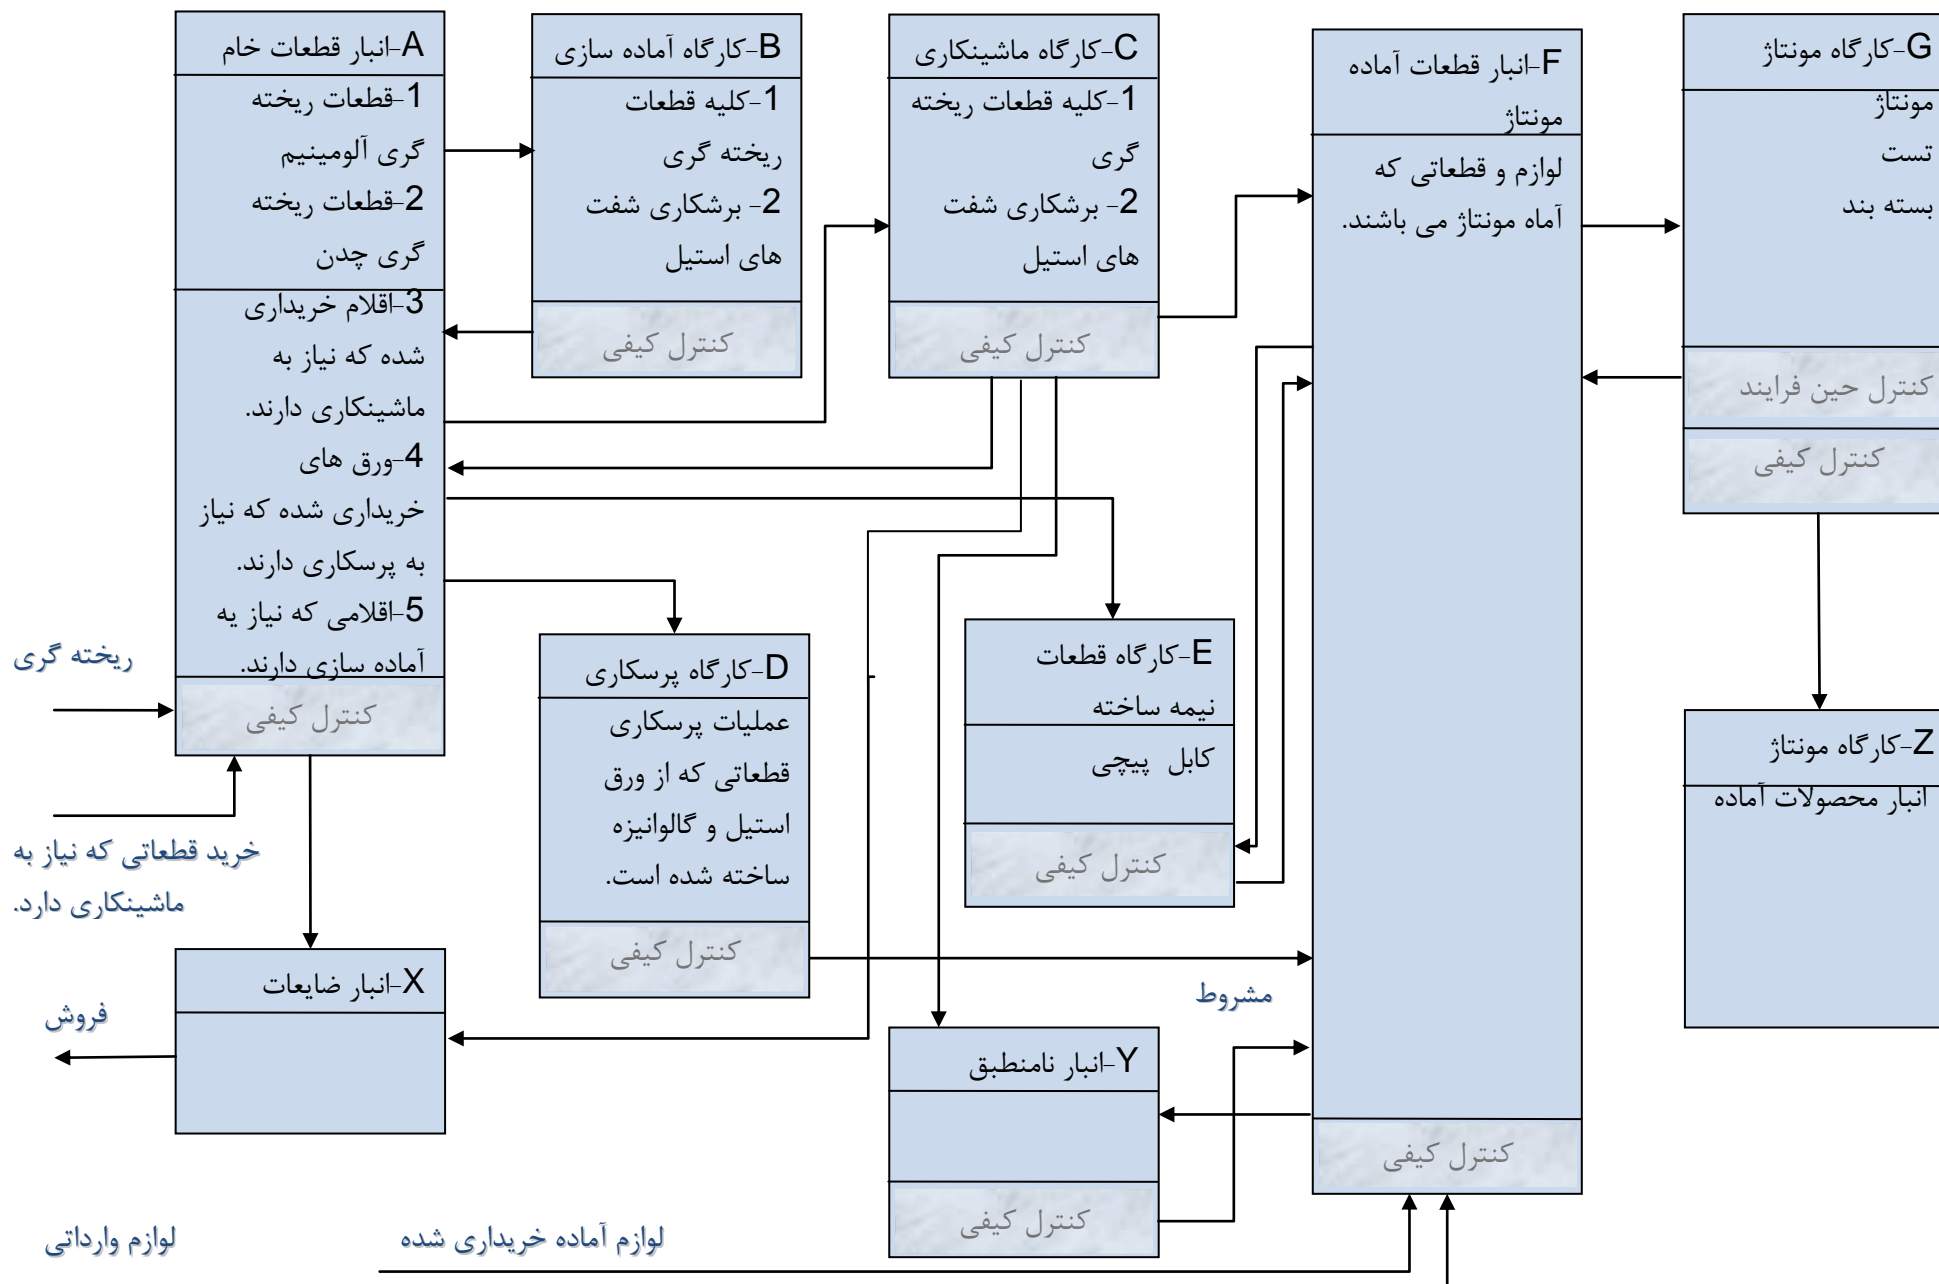 A-انبار قطعات خام
1-قطعات ریخته
گری آلومینیم
2-قطعات ریخته
گری چدن
3-اقلام خریداری
شده که نیاز به
ماشینکاری دارند.
4-ورق های
خریداری شده که نیاز
به پرسکاری دارند.
5-اقلامی که نیاز یه
آماده سازی دارند.
کنترل کیفی
B-کارگاه آماده سازی
1-کلیه قطعات
ریخته گری
2- برشکاری شفت
های استیل
کنترل کیفی
C-کارگاه ماشینکاری
1-کلیه قطعات ریخته
گری
2- برشکاری شفت
های استیل
کنترل کیفی
F-انبار قطعات آماده
مونتاژ
لوازم و قطعاتی که
آماه مونتاژ می باشند.
کنترل کیفی
G-کارگاه مونتاژ
مونتاژ
تست
بسته بند
کنترل حین فرایند
کنترل کیفی
ریخته گری
خرید قطعاتی که نیاز به
ماشینکاری دارد.
D-کارگاه پرسکاری
عملیات پرسکاری
قطعاتی که از ورق
استیل و گالوانیزه
ساخته شده است.
کنترل کیفی
E-کارگاه قطعات
نیمه ساخته
کابل پیچی
کنترل کیفی
Z-کارگاه مونتاژ
انبار محصولات آماده
X-انبار ضایعات
فروش
مشروط
Y-انبار نامنطبق
کنترل کیفی
لوازم وارداتی
لوازم آماده خریداری شده